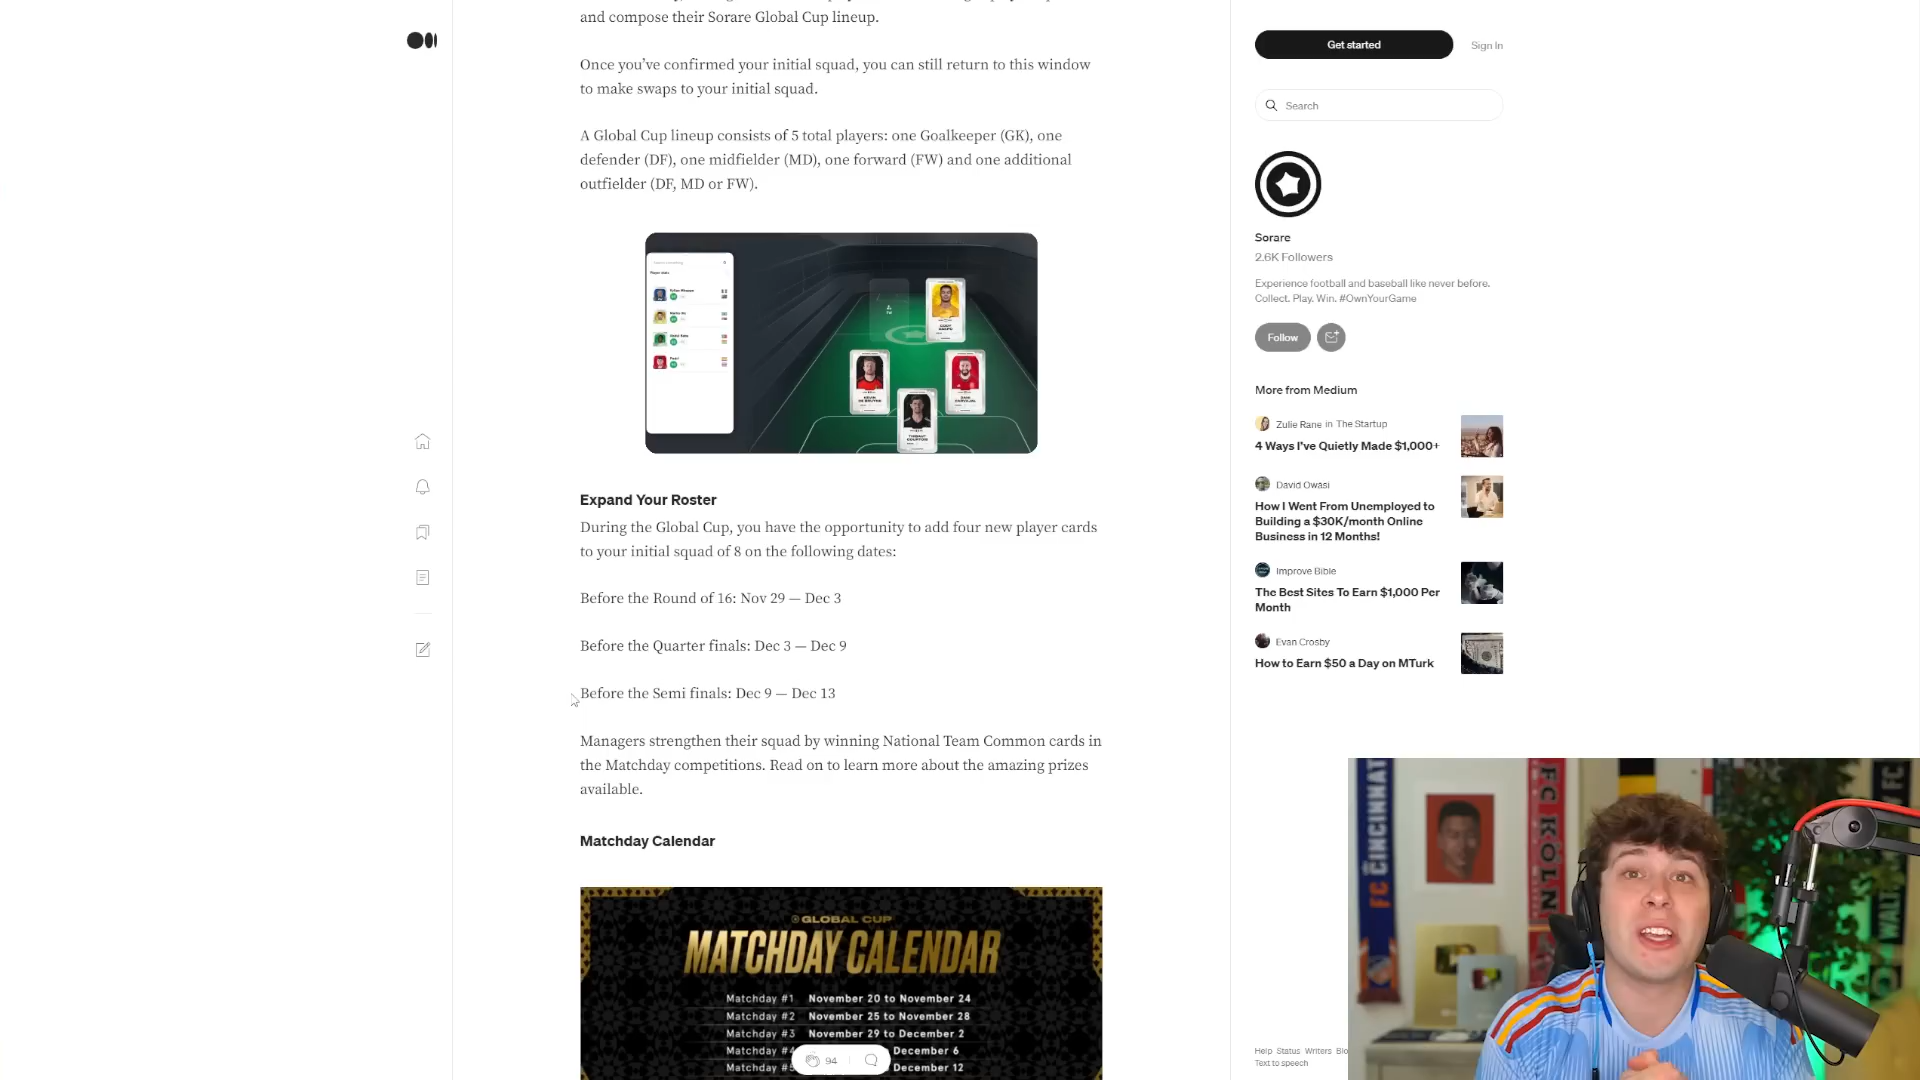 and compose their Sorare Global Cup lineup.
Once you've confirmed your initial squad, you can still return to this window
to make swaps to your initial squad.
A Global Cup lineup consists of 5 total players: one Goalkeeper (GK), one
defender (DF), one midfielder (MD), one forward (FW) and one additional
outfielder (DF, MD or FW).
Expand Your Roster
During the Global Cup, you have the opportunity to add four new player cards
to your initial squad of 8 on the following dates:
Before the Round of 16: Nov 29 — Dec 3
Before the Quarter finals: Dec 3 — Dec 9
Before the Semi finals: Dec 9 — Dec 13
Managers strengthen their squad by winning National Team Common cards in
the Matchday competitions. Read on to learn more about the amazing prizes
available.
Matchday Calendar
GLOBAL CUP
MATCHDAY CALENDAR
Matchday #1 November 20 to November 24
Matchday #2 November 25 to November 28
Matchday #3 November 29 to December 2
Matchday #4 December 6
December 12
94
Get started
Sign In
Search
Sorare
2.6K Followers
Experience football and baseball like never before.
Collect. Play. Win. #OwnYourGame
Follow
More from Medium
Zulie Rane in The Startup
4 Ways I've Quietly Made $1,000+
David Owasi
How I Went From Unemployed to
Building a $30K/month Online
Business in 12 Months!
Improve Bible
The Best Sites To Earn $1,000 Per
Month
Evan Crosby
How to Earn $50 a Day on MTurk
Help Status Writers Blo
Text to speech
FC CINCINNAT
FC KÖLN